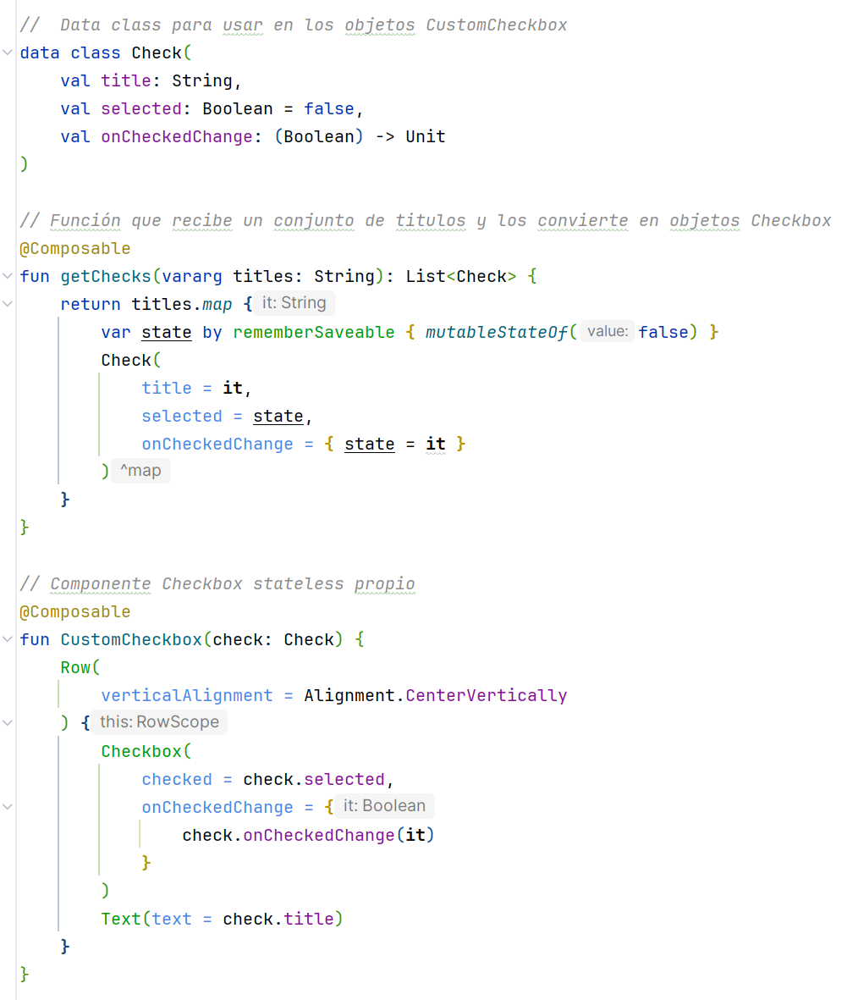 //  Data class para usar en los objetos CustomCheckbox
data class Check(
    val title: String,
    val selected: Boolean = false,
    val onCheckedChange: (Boolean) -> Unit
)

// Función que recibe un conjunto de titulos y los convierte en objetos Checkbox
@Composable
fun getChecks(vararg titles: String): List<Check> {
    return titles.map { it: String
        var state by rememberSaveable { mutableStateOf( value: false) }
        Check(
            title = it,
            selected = state,
            onCheckedChange = { state = it }
        ) ^map
    }
}

// Componente Checkbox stateless propio
@Composable
fun CustomCheckbox(check: Check) {
    Row(
        verticalAlignment = Alignment.CenterVertically
    ) { this: RowScope
        Checkbox(
            checked = check.selected,
            onCheckedChange = { it: Boolean
                check.onCheckedChange(it)
            }
        )
        Text(text = check.title)
    }
}